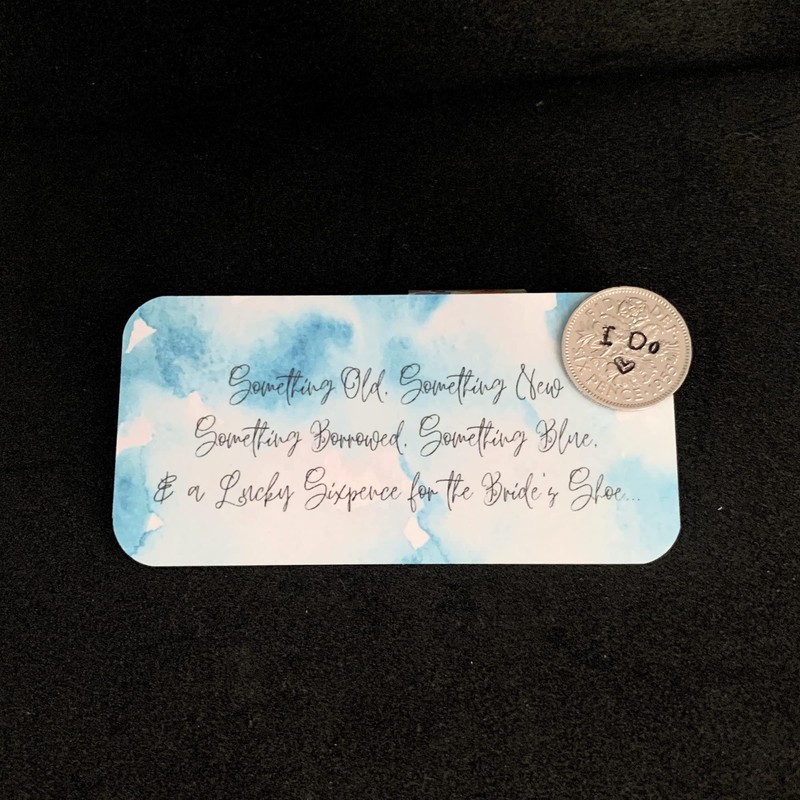 Something Old, Something New
Something Borrowed, Something Blue,
& a Lucky Sixpence for the Bride's Shoe...
I Do